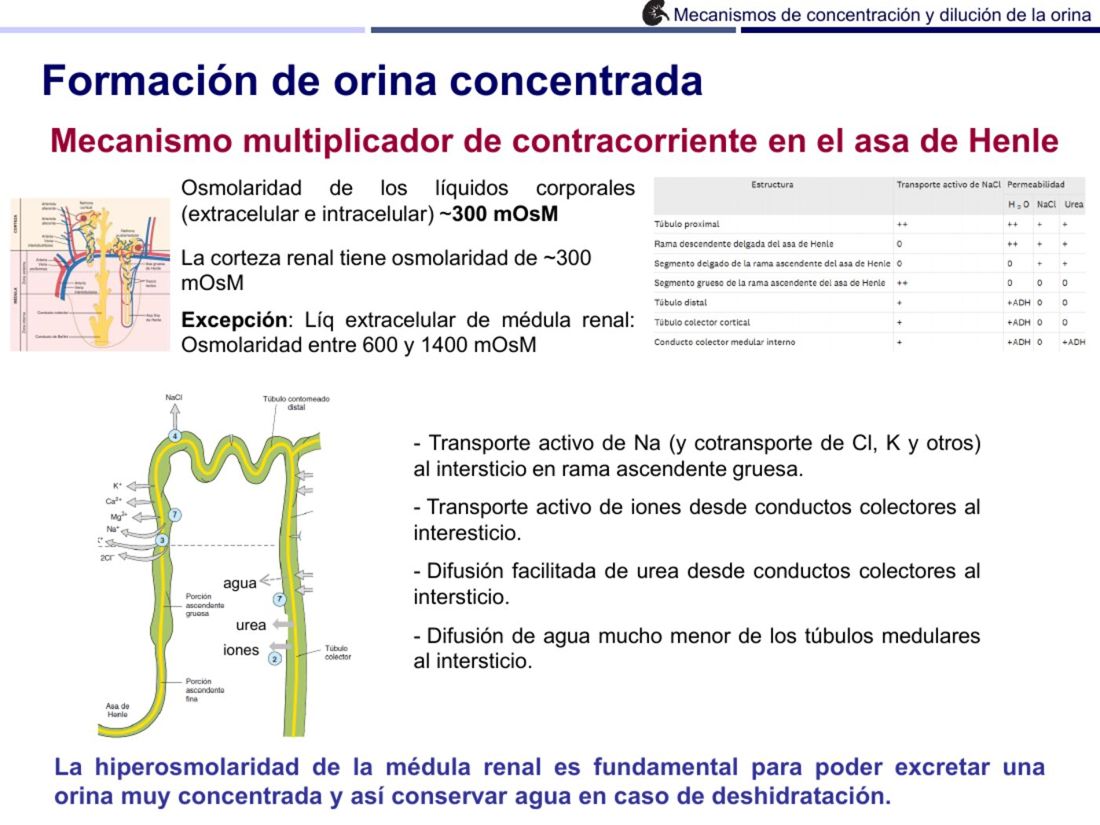 Mecanismos de concentración y dilución de la orina
Formación de orina concentrada
Mecanismo multiplicador de contracorriente en el asa de Henle
Osmolaridad de los líquidos corporales
(extracelular e intracelular) ~300 mOsM
La corteza renal tiene osmolaridad de ~300
mOsM
Excepción: Líq extracelular de médula renal:
Osmolaridad entre 600 y 1400 mOsM
CORTEZA
MÉDULA
Estructura Transporte activo de NaCl Permeabilidad
H2O NaCl Urea
Túbulo proximal ++ ++ + +
Rama descendente delgada del asa de Henle 0 ++ + +
Segmento delgado de la rama ascendente del asa de Henle 0 0 + +
Segmento grueso de la rama ascendente del asa de Henle ++ 0 0 0
Túbulo distal + +ADH 0 0
Túbulo colector cortical + +ADH 0 0
Conducto colector medular interno + +ADH 0 +ADH
NaCl
Túbulo contorneado
distal
4
K+
Ca2+
Mg2+
7
Na+
3
2Cl-
agua
7
Porción
ascendente
gruesa
urea
iones
2
Túbulo
colector
Porción
ascendente
fina
Asa de
Henle
- Transporte activo de Na (y cotransporte de Cl, K y otros)
al intersticio en rama ascendente gruesa.
- Transporte activo de iones desde conductos colectores al
interesticio.
- Difusión facilitada de urea desde conductos colectores al
intersticio.
- Difusión de agua mucho menor de los túbulos medulares
al intersticio.
La hiperosmolaridad de la médula renal es fundamental para poder excretar una
orina muy concentrada y así conservar agua en caso de deshidratación.